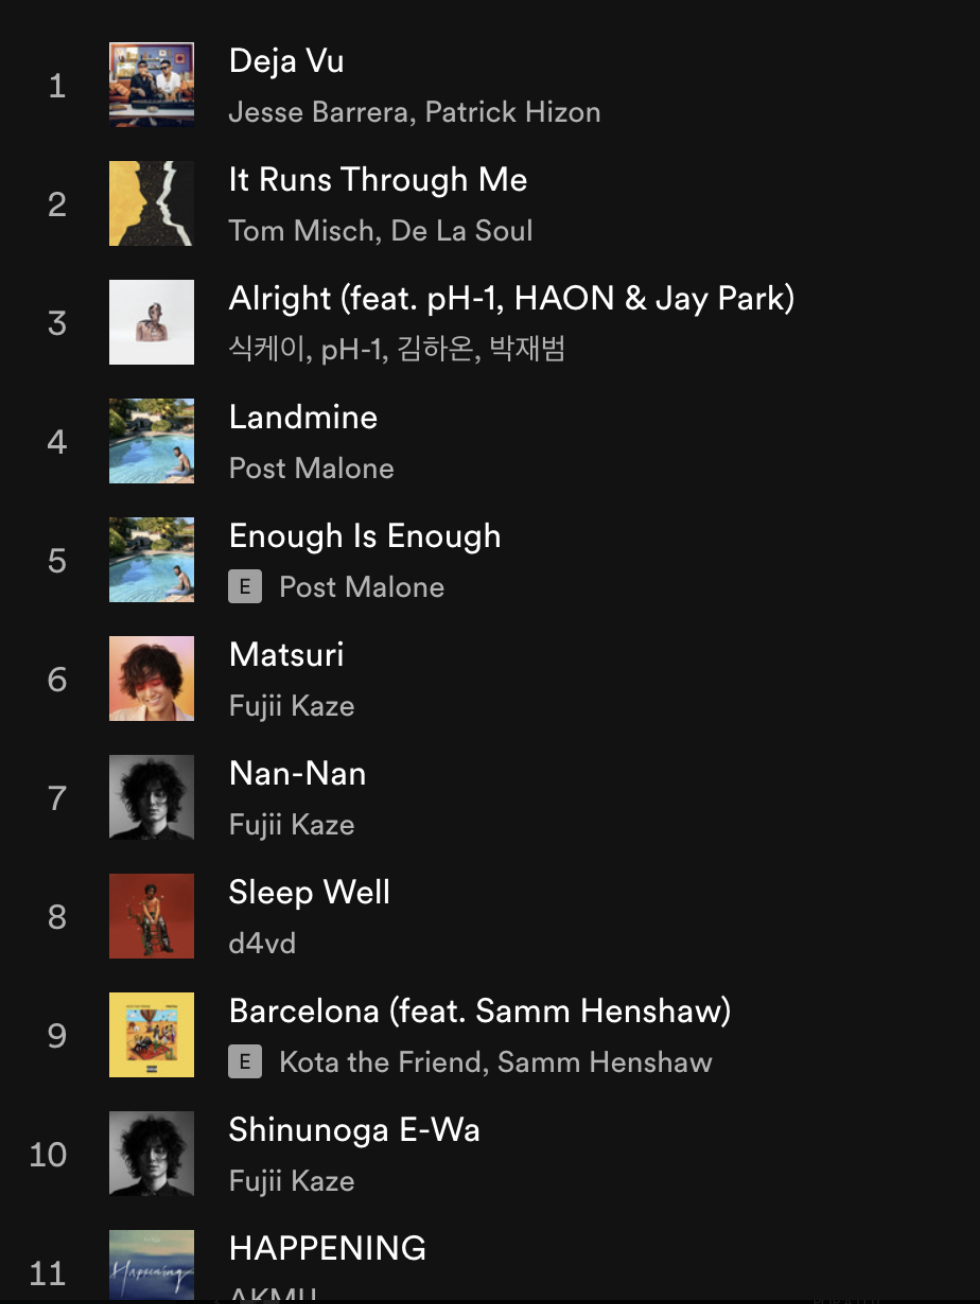 1
Deja Vu
Jesse Barrera, Patrick Hizon
2
It Runs Through Me
Tom Misch, De La Soul
3
Alright (feat. pH-1, HAON & Jay Park)
식케이, pH-1, 김하온, 박재범
4
Landmine
Post Malone
5
Enough Is Enough
E Post Malone
6
Matsuri
Fujii Kaze
7
Nan-Nan
Fujii Kaze
8
Sleep Well
d4vd
9
Barcelona (feat. Samm Henshaw)
E Kota the Friend, Samm Henshaw
10
Shinunoga E-Wa
Fujii Kaze
11
Happening
HAPPENING
AKMU